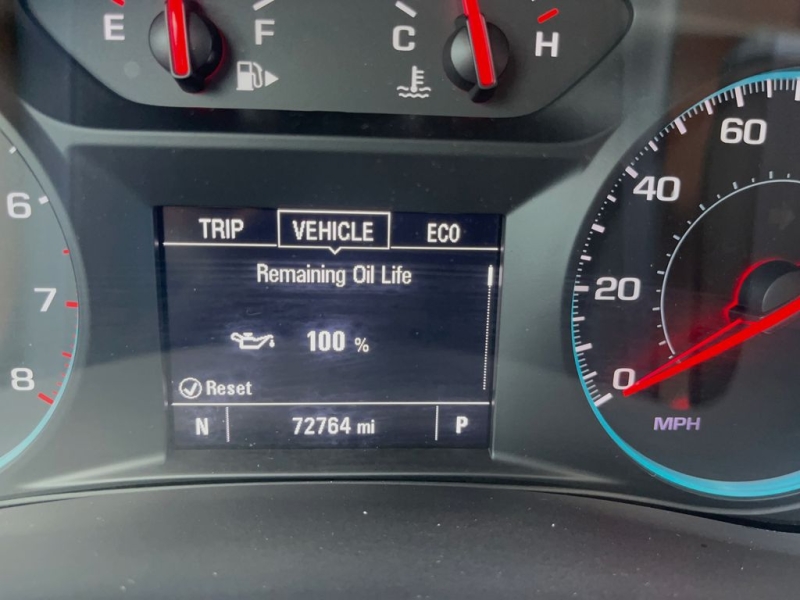 E F C H
6
7
8
60
40
20
0
MPH
TRIP VEHICLE ECO
Remaining Oil Life
100 %
Reset
N 72764 mi P